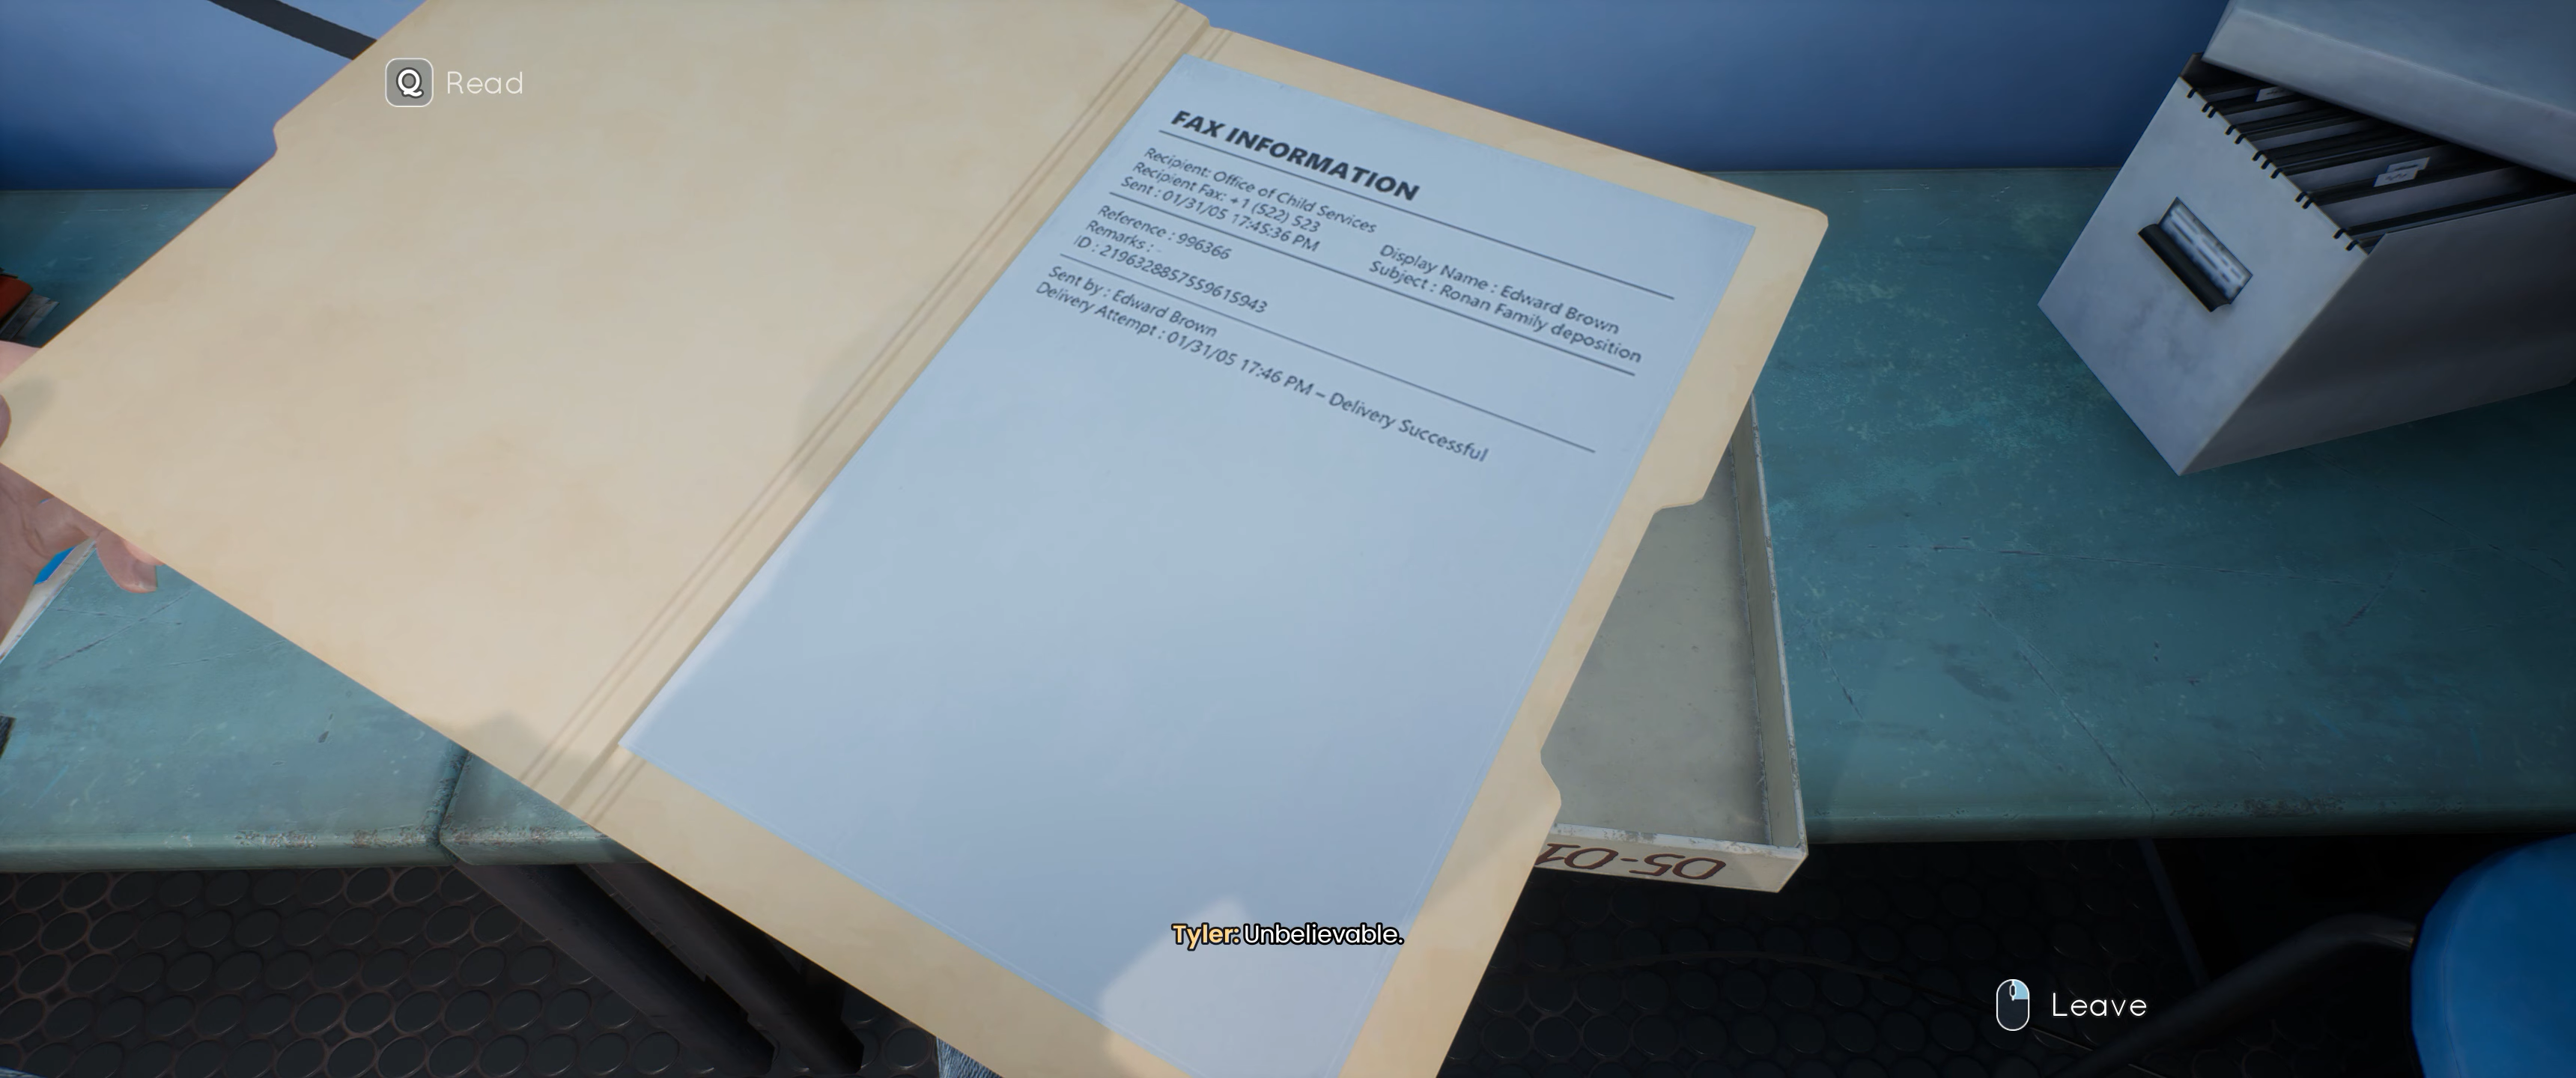 Q Read
FAX INFORMATION
Recipient: Office of Child Services
Recipient Fax: +1 (522) 523
Sent : 01/31/05 17:45:36 PM
Display Name : Edward Brown
Subject : Ronan Family deposition
Reference : 996366
Remarks : -
ID : 2196328857559615943
Sent by : Edward Brown
Delivery Attempt : 01/31/05 17:46 PM – Delivery Successful
05-01
Tyler: Unbelievable.
Leave